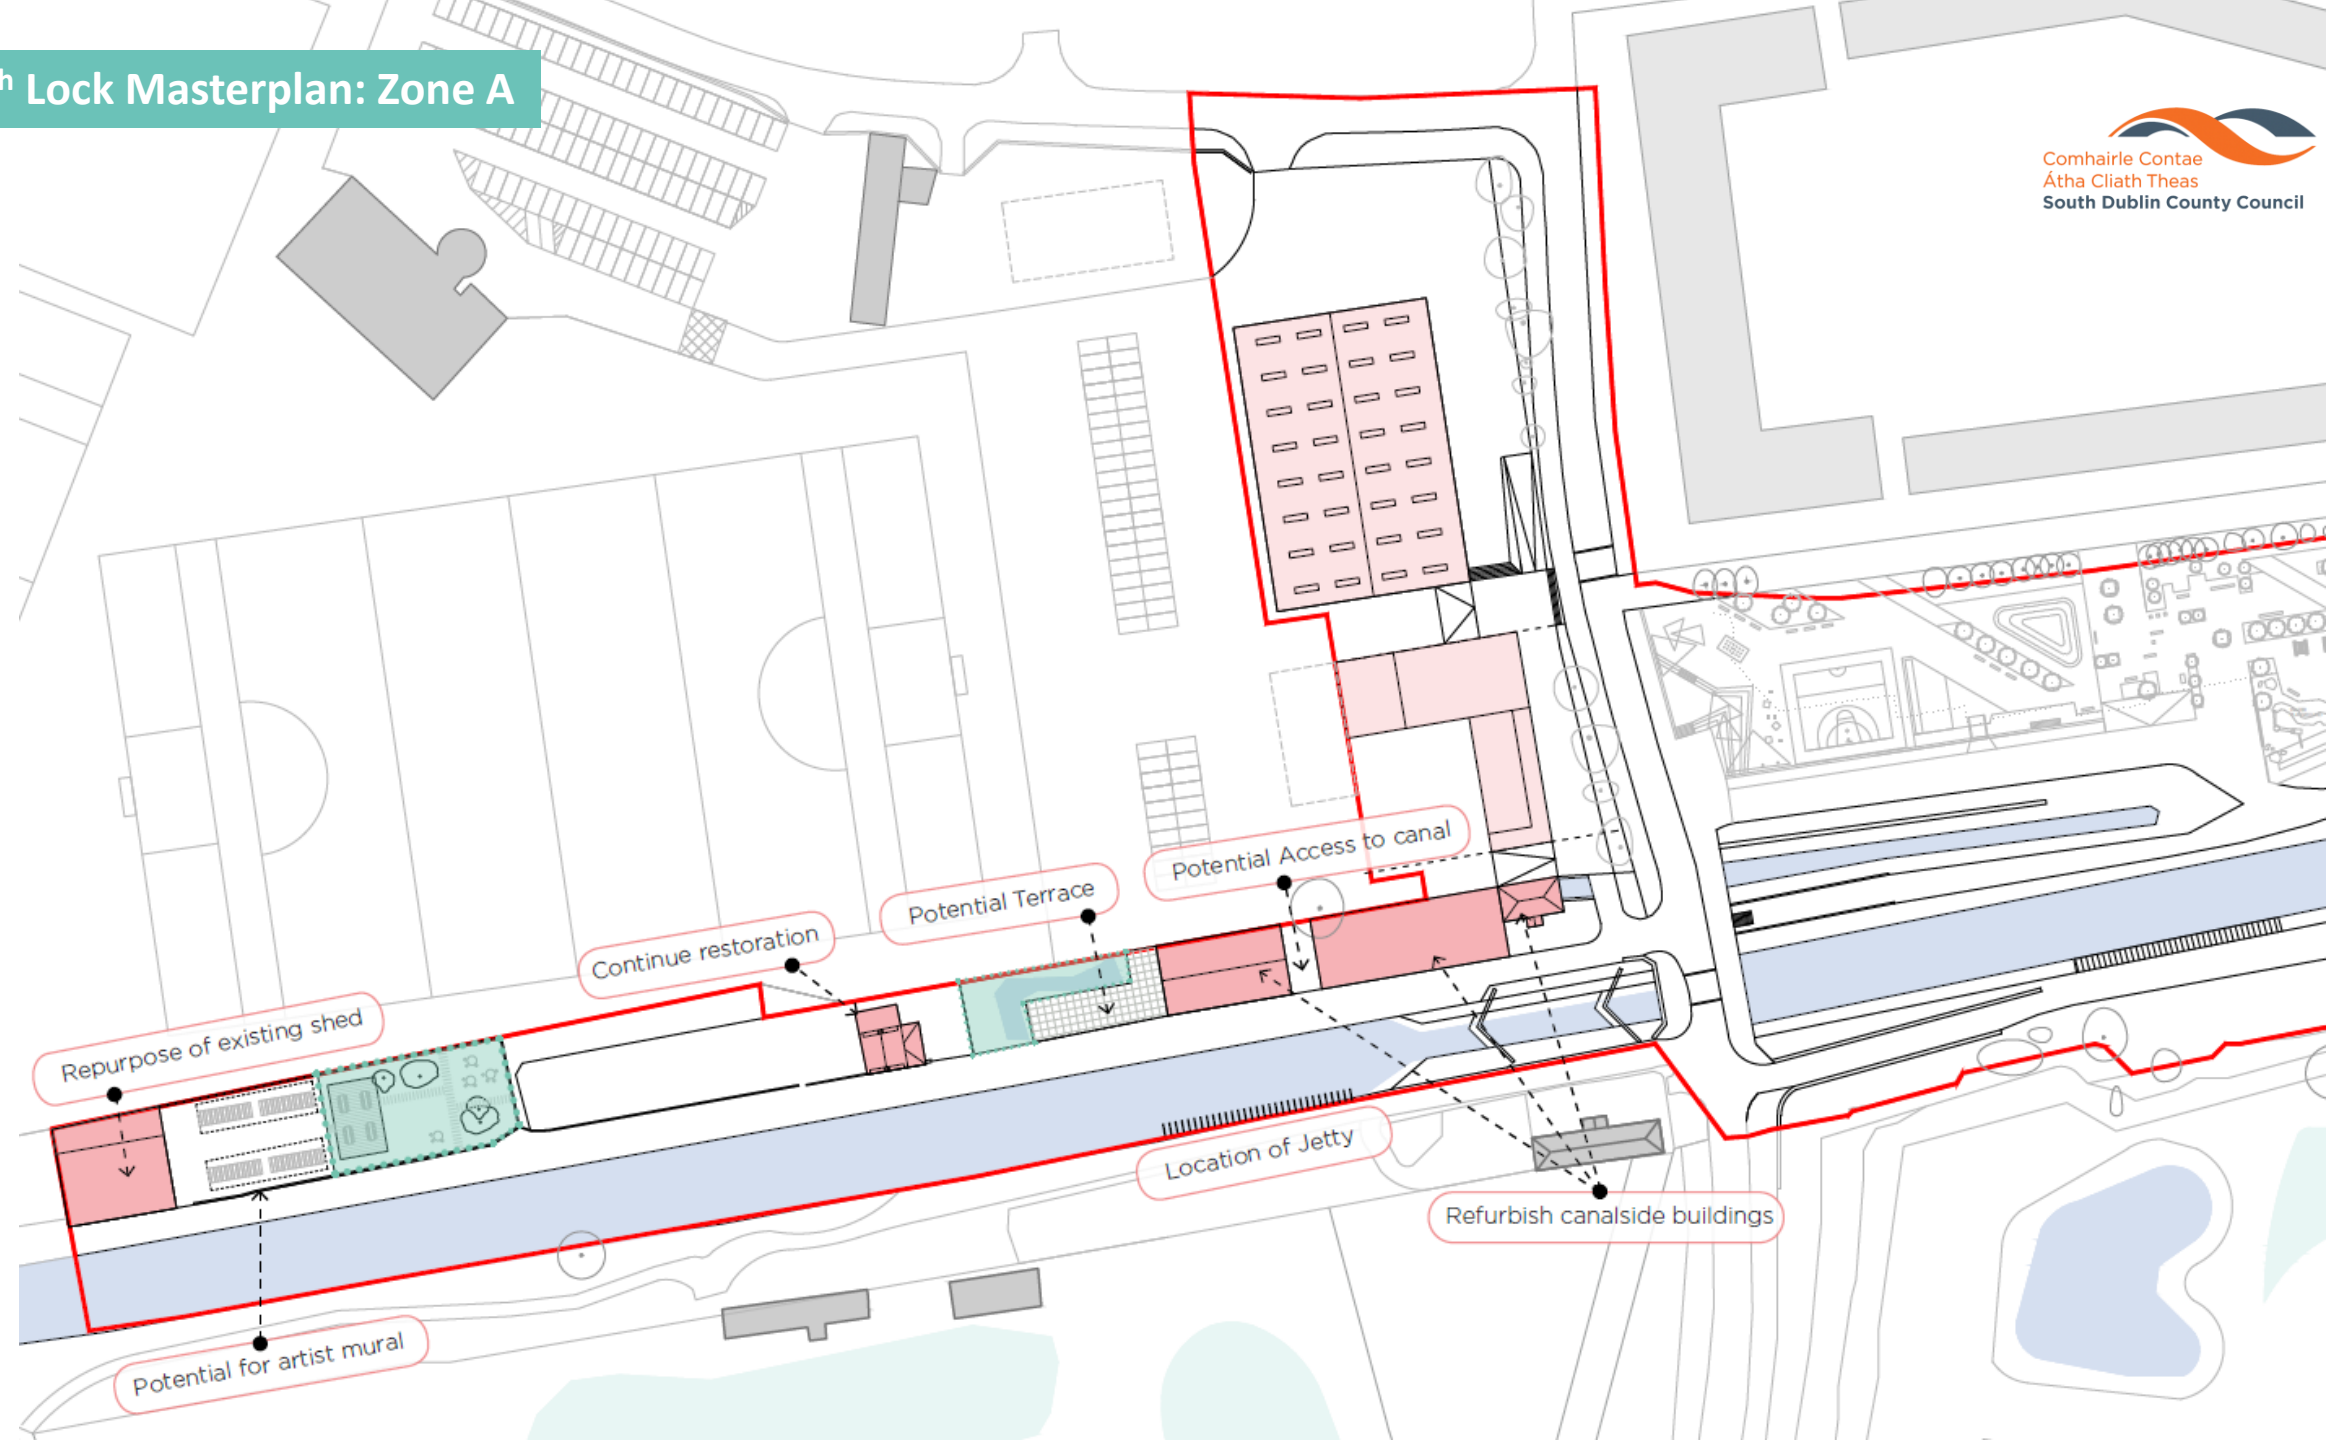 h Lock Masterplan: Zone A
Comhairle Contae
Átha Cliath Theas
South Dublin County Council
Potential Access to canal
Potential Terrace
Continue restoration
Repurpose of existing shed
Location of Jetty
Refurbish canalside buildings
Potential for artist mural